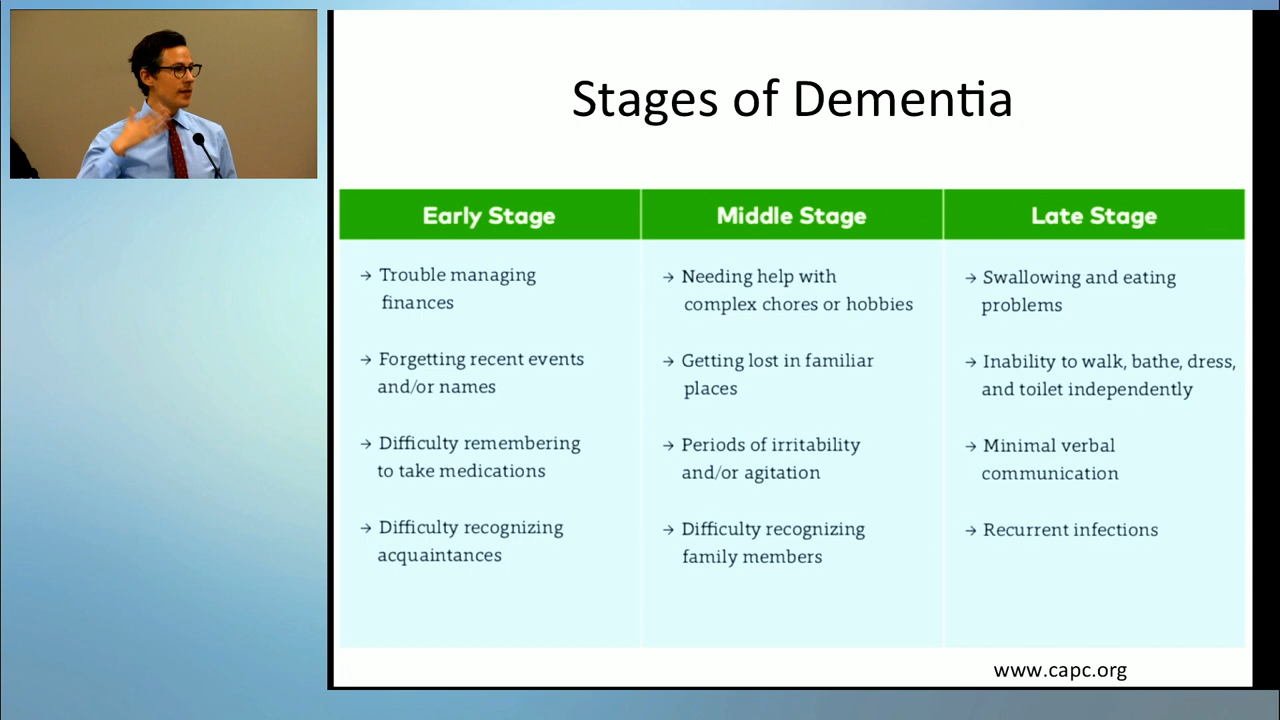 Stages of Dementia
Early Stage
→ Trouble managing
finances
→ Forgetting recent events
and/or names
→ Difficulty remembering
to take medications
→ Difficulty recognizing
acquaintances
Middle Stage
→ Needing help with
complex chores or hobbies
→ Getting lost in familiar
places
→ Periods of irritability
and/or agitation
→ Difficulty recognizing
family members
Late Stage
→ Swallowing and eating
problems
→ Inability to walk, bathe, dress,
and toilet independently
→ Minimal verbal
communication
→ Recurrent infections
www.capc.org